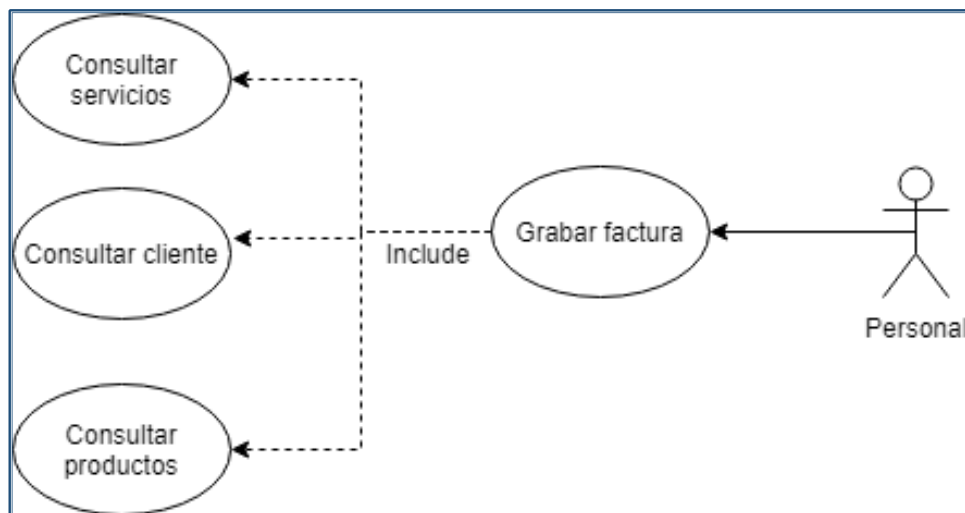 Consultar
servicios
Consultar cliente
Include
Grabar factura
Personal
Consultar
productos